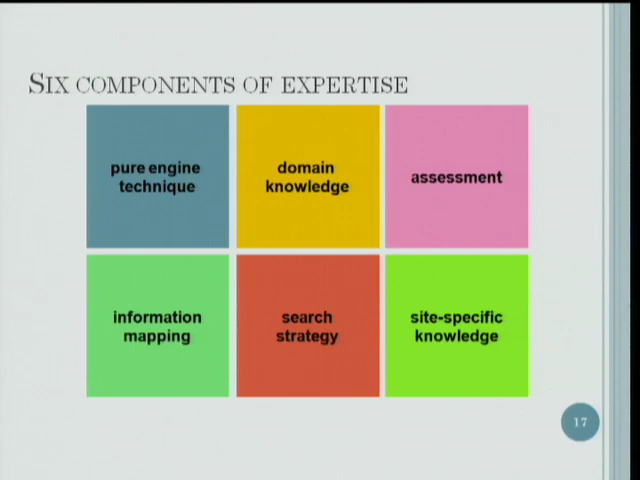 SIX COMPONENTS OF EXPERTISE
pure engine
technique
domain
knowledge
assessment
information
mapping
search
strategy
site-specific
knowledge
17